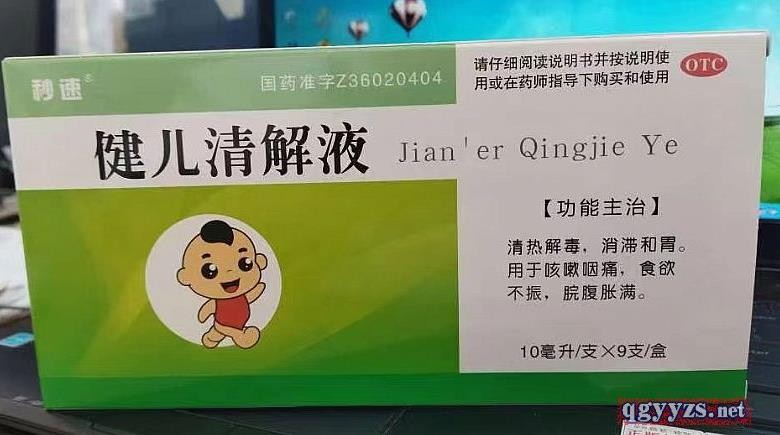 秒速®
国药准字Z36020404
请仔细阅读说明书并按说明使
用或在药师指导下购买和使用
OTC
健儿清解液
Jian'er Qingjie Ye
【功能主治】
清热解毒，消滞和胃。
用于咳嗽咽痛，食欲
不振，脘腹胀满。
10毫升/支×9支/盒
qgyyzs.net